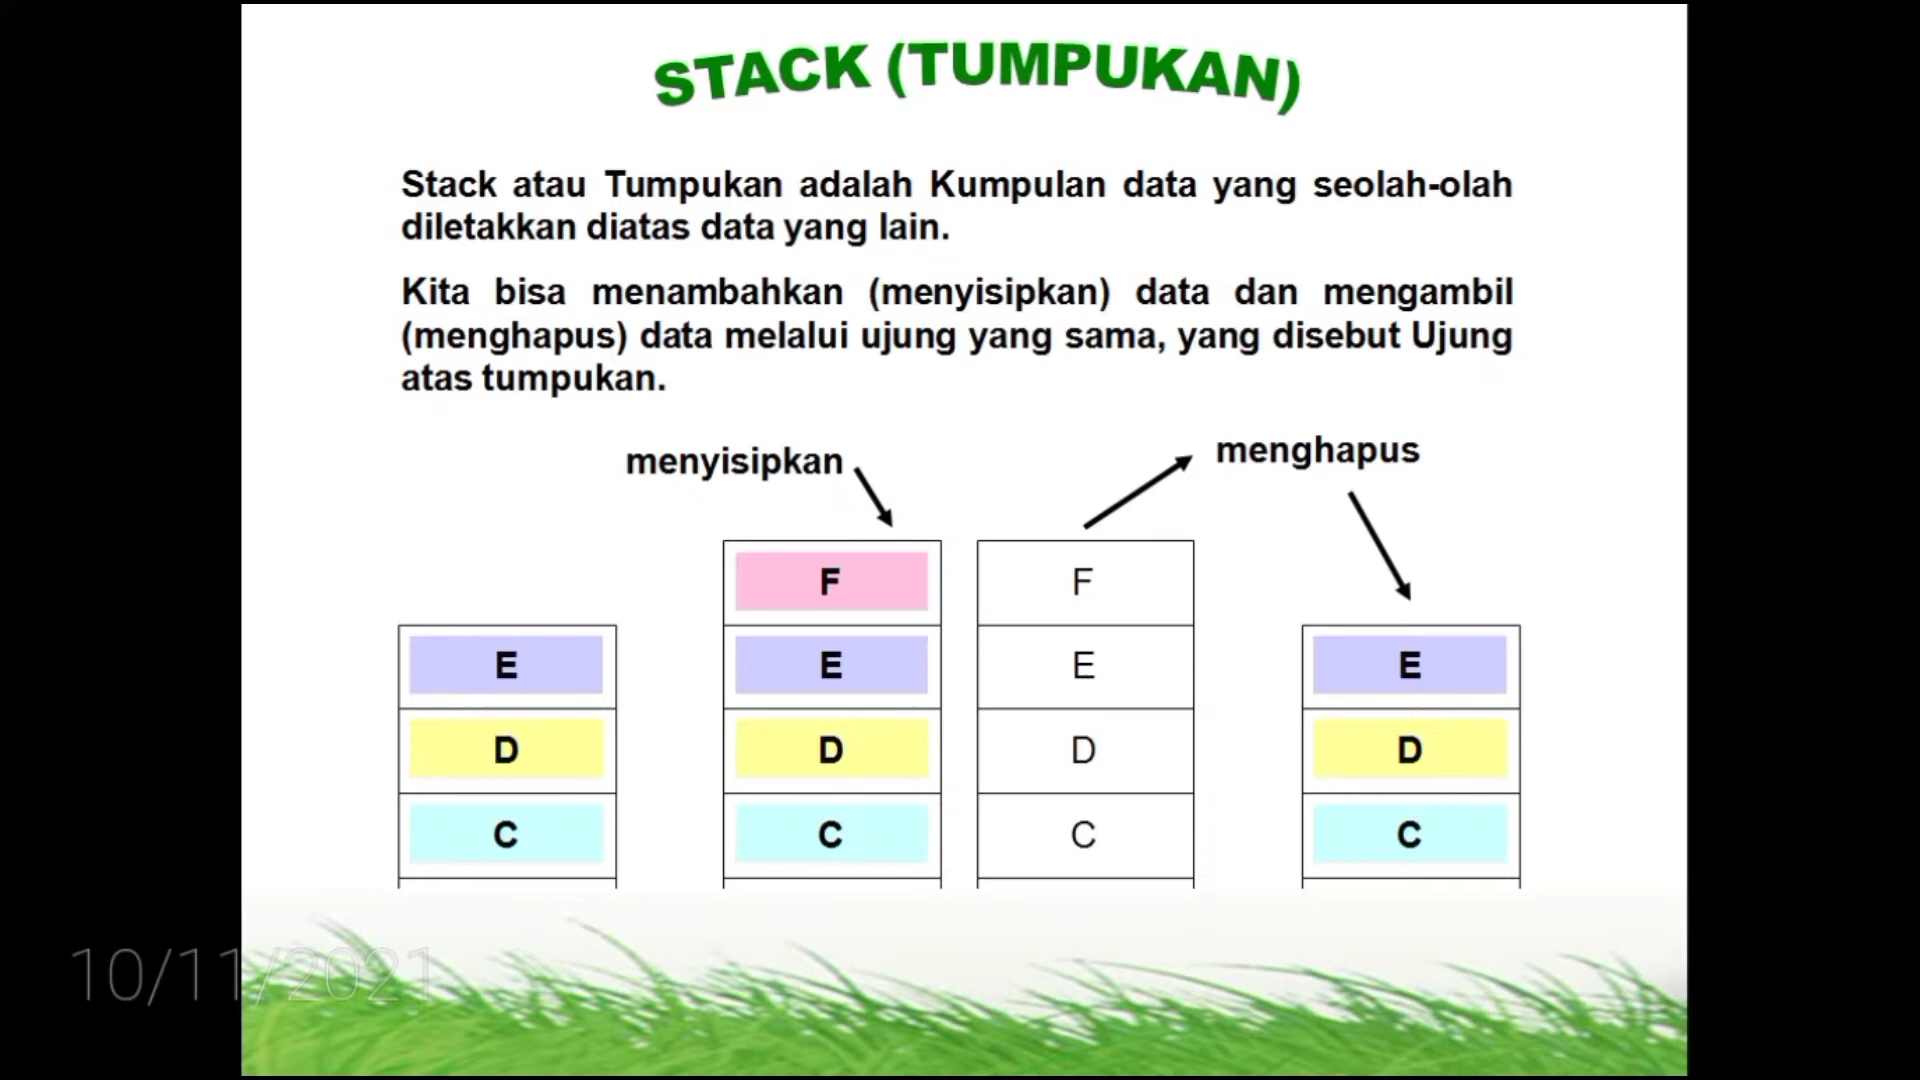 STACK (TUMPUKAN)
Stack atau Tumpukan adalah Kumpulan data yang seolah-olah
diletakkan diatas data yang lain.
Kita bisa menambahkan (menyisipkan) data dan mengambil
(menghapus) data melalui ujung yang sama, yang disebut Ujung
atas tumpukan.
menyisipkan
menghapus
F F
E E E E
D D D D
C C C C
10/11/2021